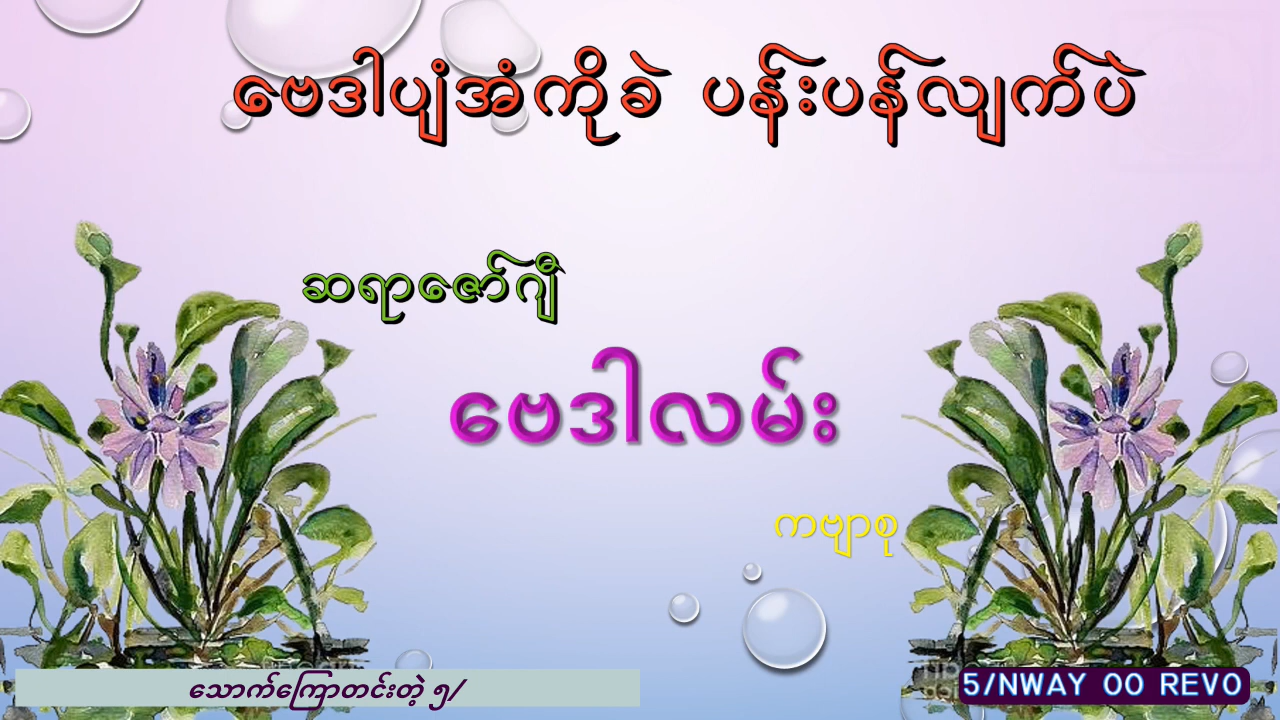 ဗေဒါပျံအံကိုခဲ ပန်းပန်လျက်ပဲ
ဆရာဇော်ဂျီ
ဗေဒါလမ်း
ကဗျာစု
သောက်ကြောတင်းတဲ့ ၅/
5/NWAY OO REVO